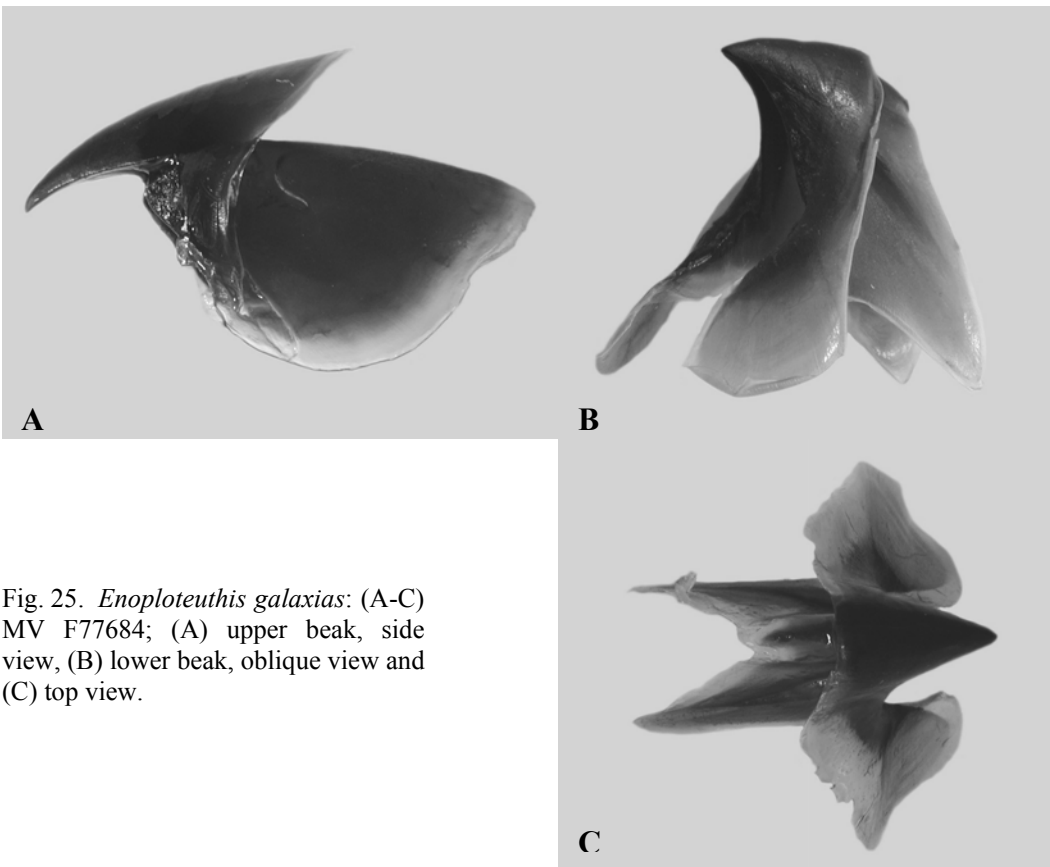 A
B
Fig. 25. Enoploteuthis galaxias: (A-C)
MV F77684; (A) upper beak, side
view, (B) lower beak, oblique view and
(C) top view.
C